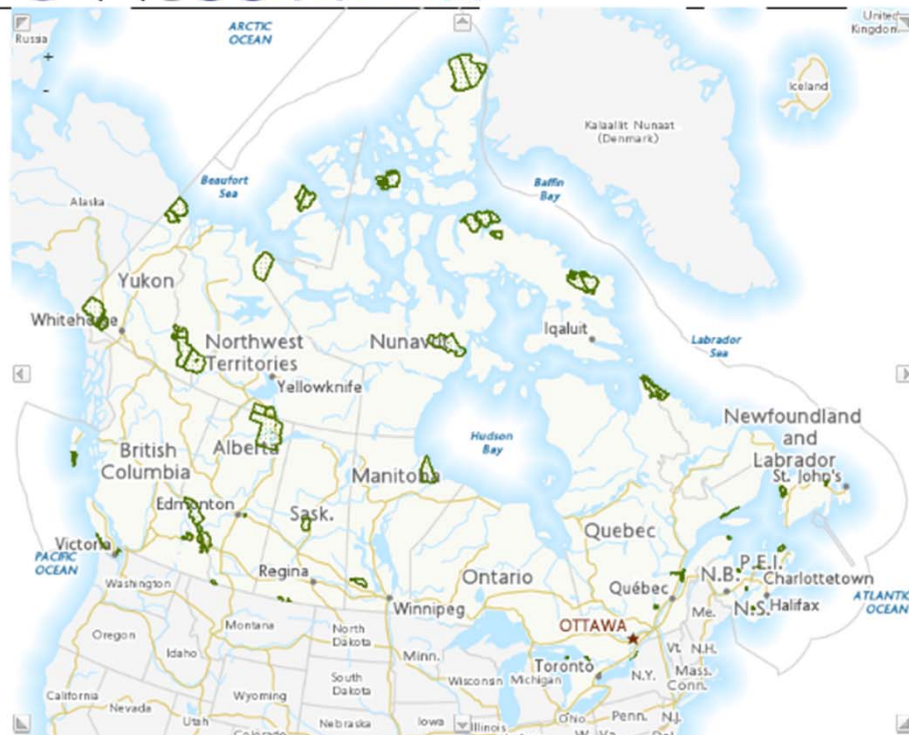 ARCTIC
OCEAN
Russia
+
-
United
Kingdom
Iceland
Kalaallit Nunaat
(Denmark)
Beaufort
Sea
Baffin
Bay
Alaska
Yukon
Whitehorse
Northwest
Territories
Nunavut
Iqaluit
Labrador
Sea
Yellowknife
Newfoundland
and
Labrador
St. John's
Hudson
Bay
British
Columbia
Alberta
Manitoba
Edmonton
Sask.
Quebec
Victoria
PACIFIC
OCEAN
Washington
Regina
Winnipeg
Ontario
Québec
N.B.
P.E.I.
Charlottetown
N.S.
Halifax
ATLANTIC
OCEAN
OTTAWA
Me.
Oregon
Idaho
Montana
North
Dakota
Minn.
South
Dakota
Wisconsin
Michigan
Toronto
N.Y.
Vt.
N.H.
Mass.
Conn.
California
Nevada
Utah
Wyoming
Nebraska
Iowa
Illinois
Ohio
Penn.
N.J.